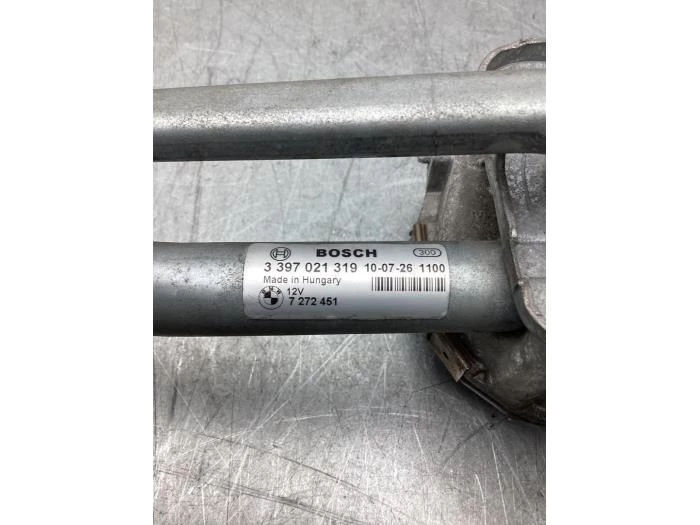 BOSCH 300
3 397 021 319 10-07-26 1100
Made in Hungary
12V
7 272 451